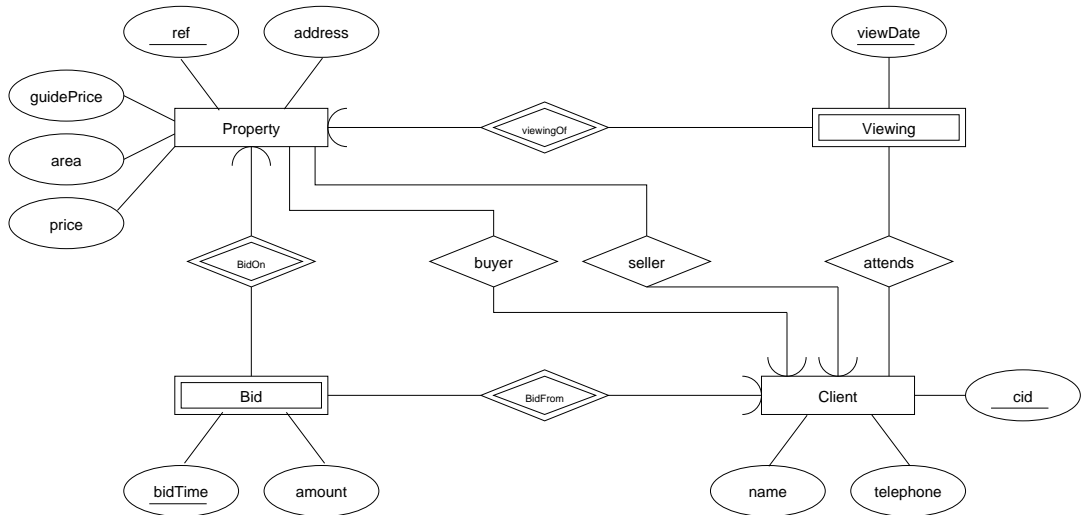 ref
address
viewDate
guidePrice
Property
viewingOf
Viewing
area
price
BidOn
buyer
seller
attends
Bid
BidFrom
Client
cid
bidTime
amount
name
telephone